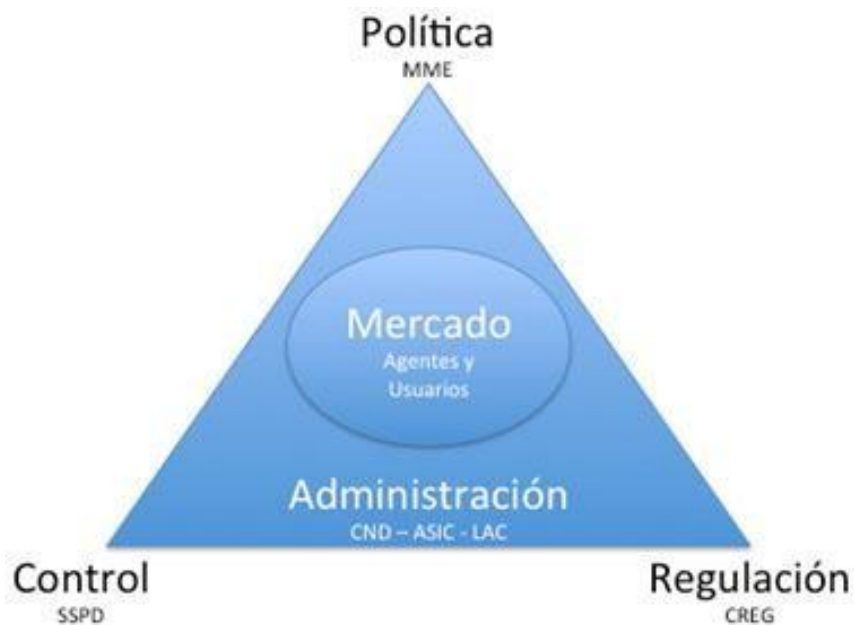 Política
MME
Mercado
Agentes y
Usuarios
Administración
CND – ASIC - LAC
Control
SSPD
Regulación
CREG